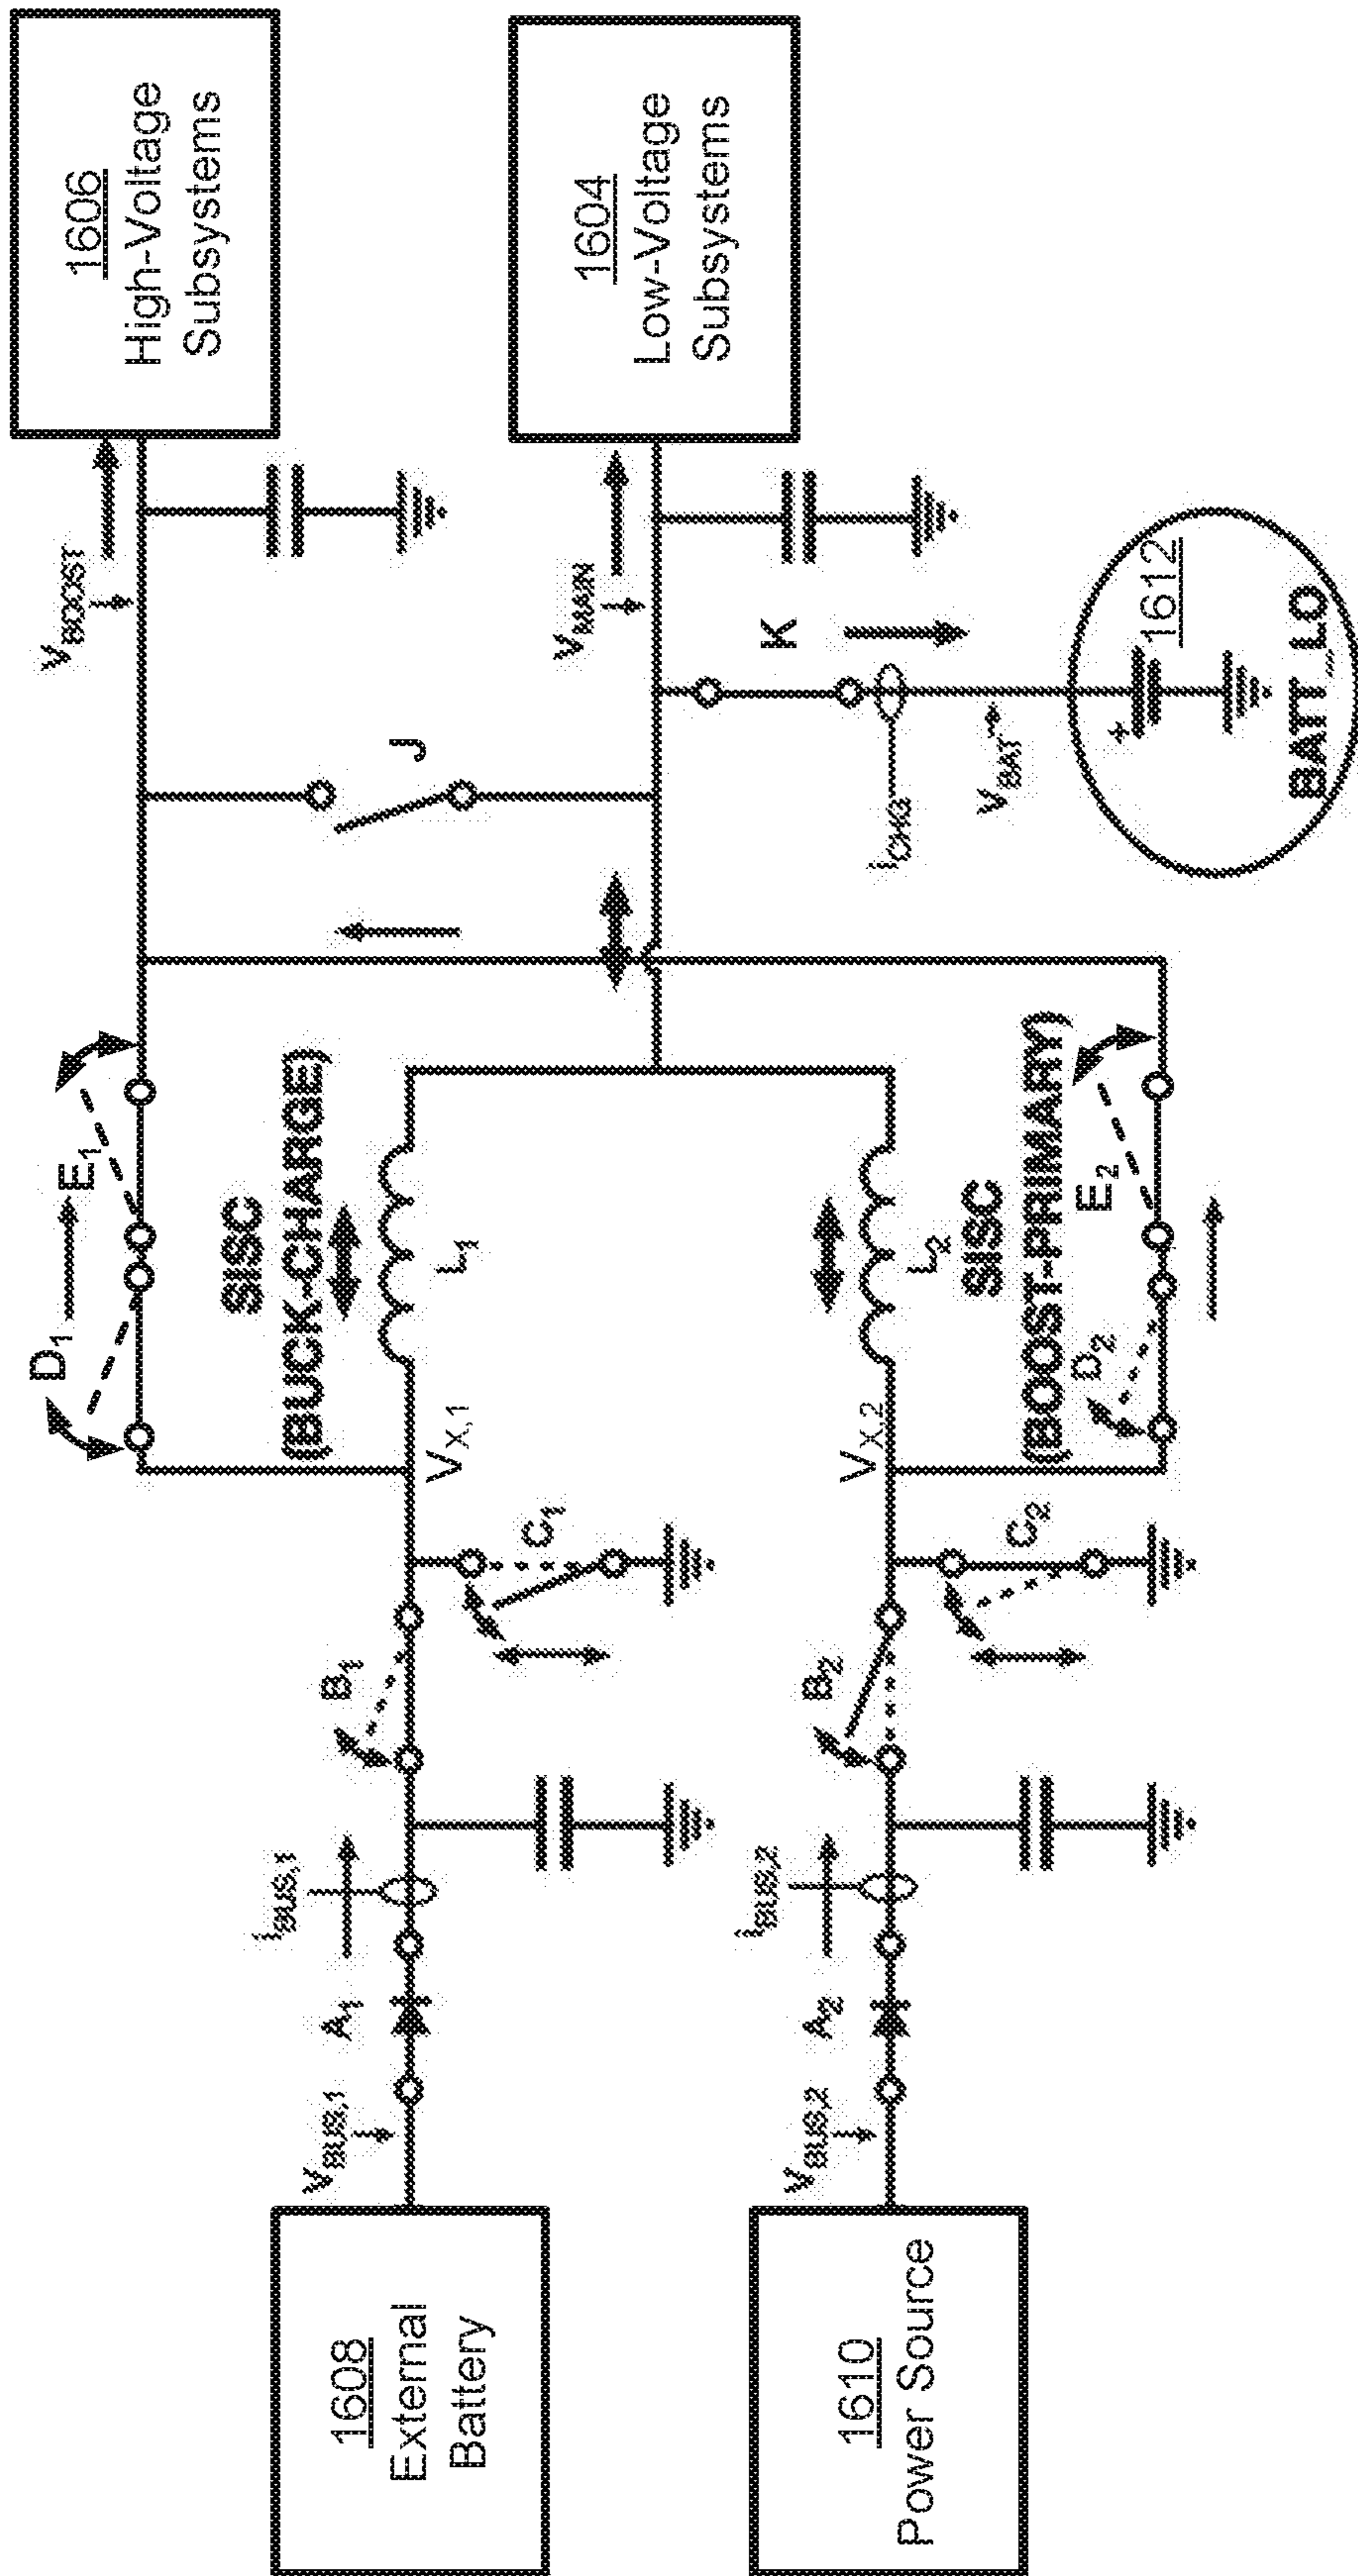 1608
External
Battery
1610
Power Source
V_BUS,1
V_BUS,2
A₁
A₂
i_BUS,1
i_BUS,2
B₁
B₂
C₁
C₂
V_X,1
V_X,2
D₁
E₁
SISC
(BUCK-CHARGE)
L₁
L₂
SISC
(BOOST-PRIMARY)
D₂
E₂
J
K
I_CHG
V_BAT
+
1612
BATT_LO
V_BOOST
V_MAIN
1606
High-Voltage
Subsystems
1604
Low-Voltage
Subsystems